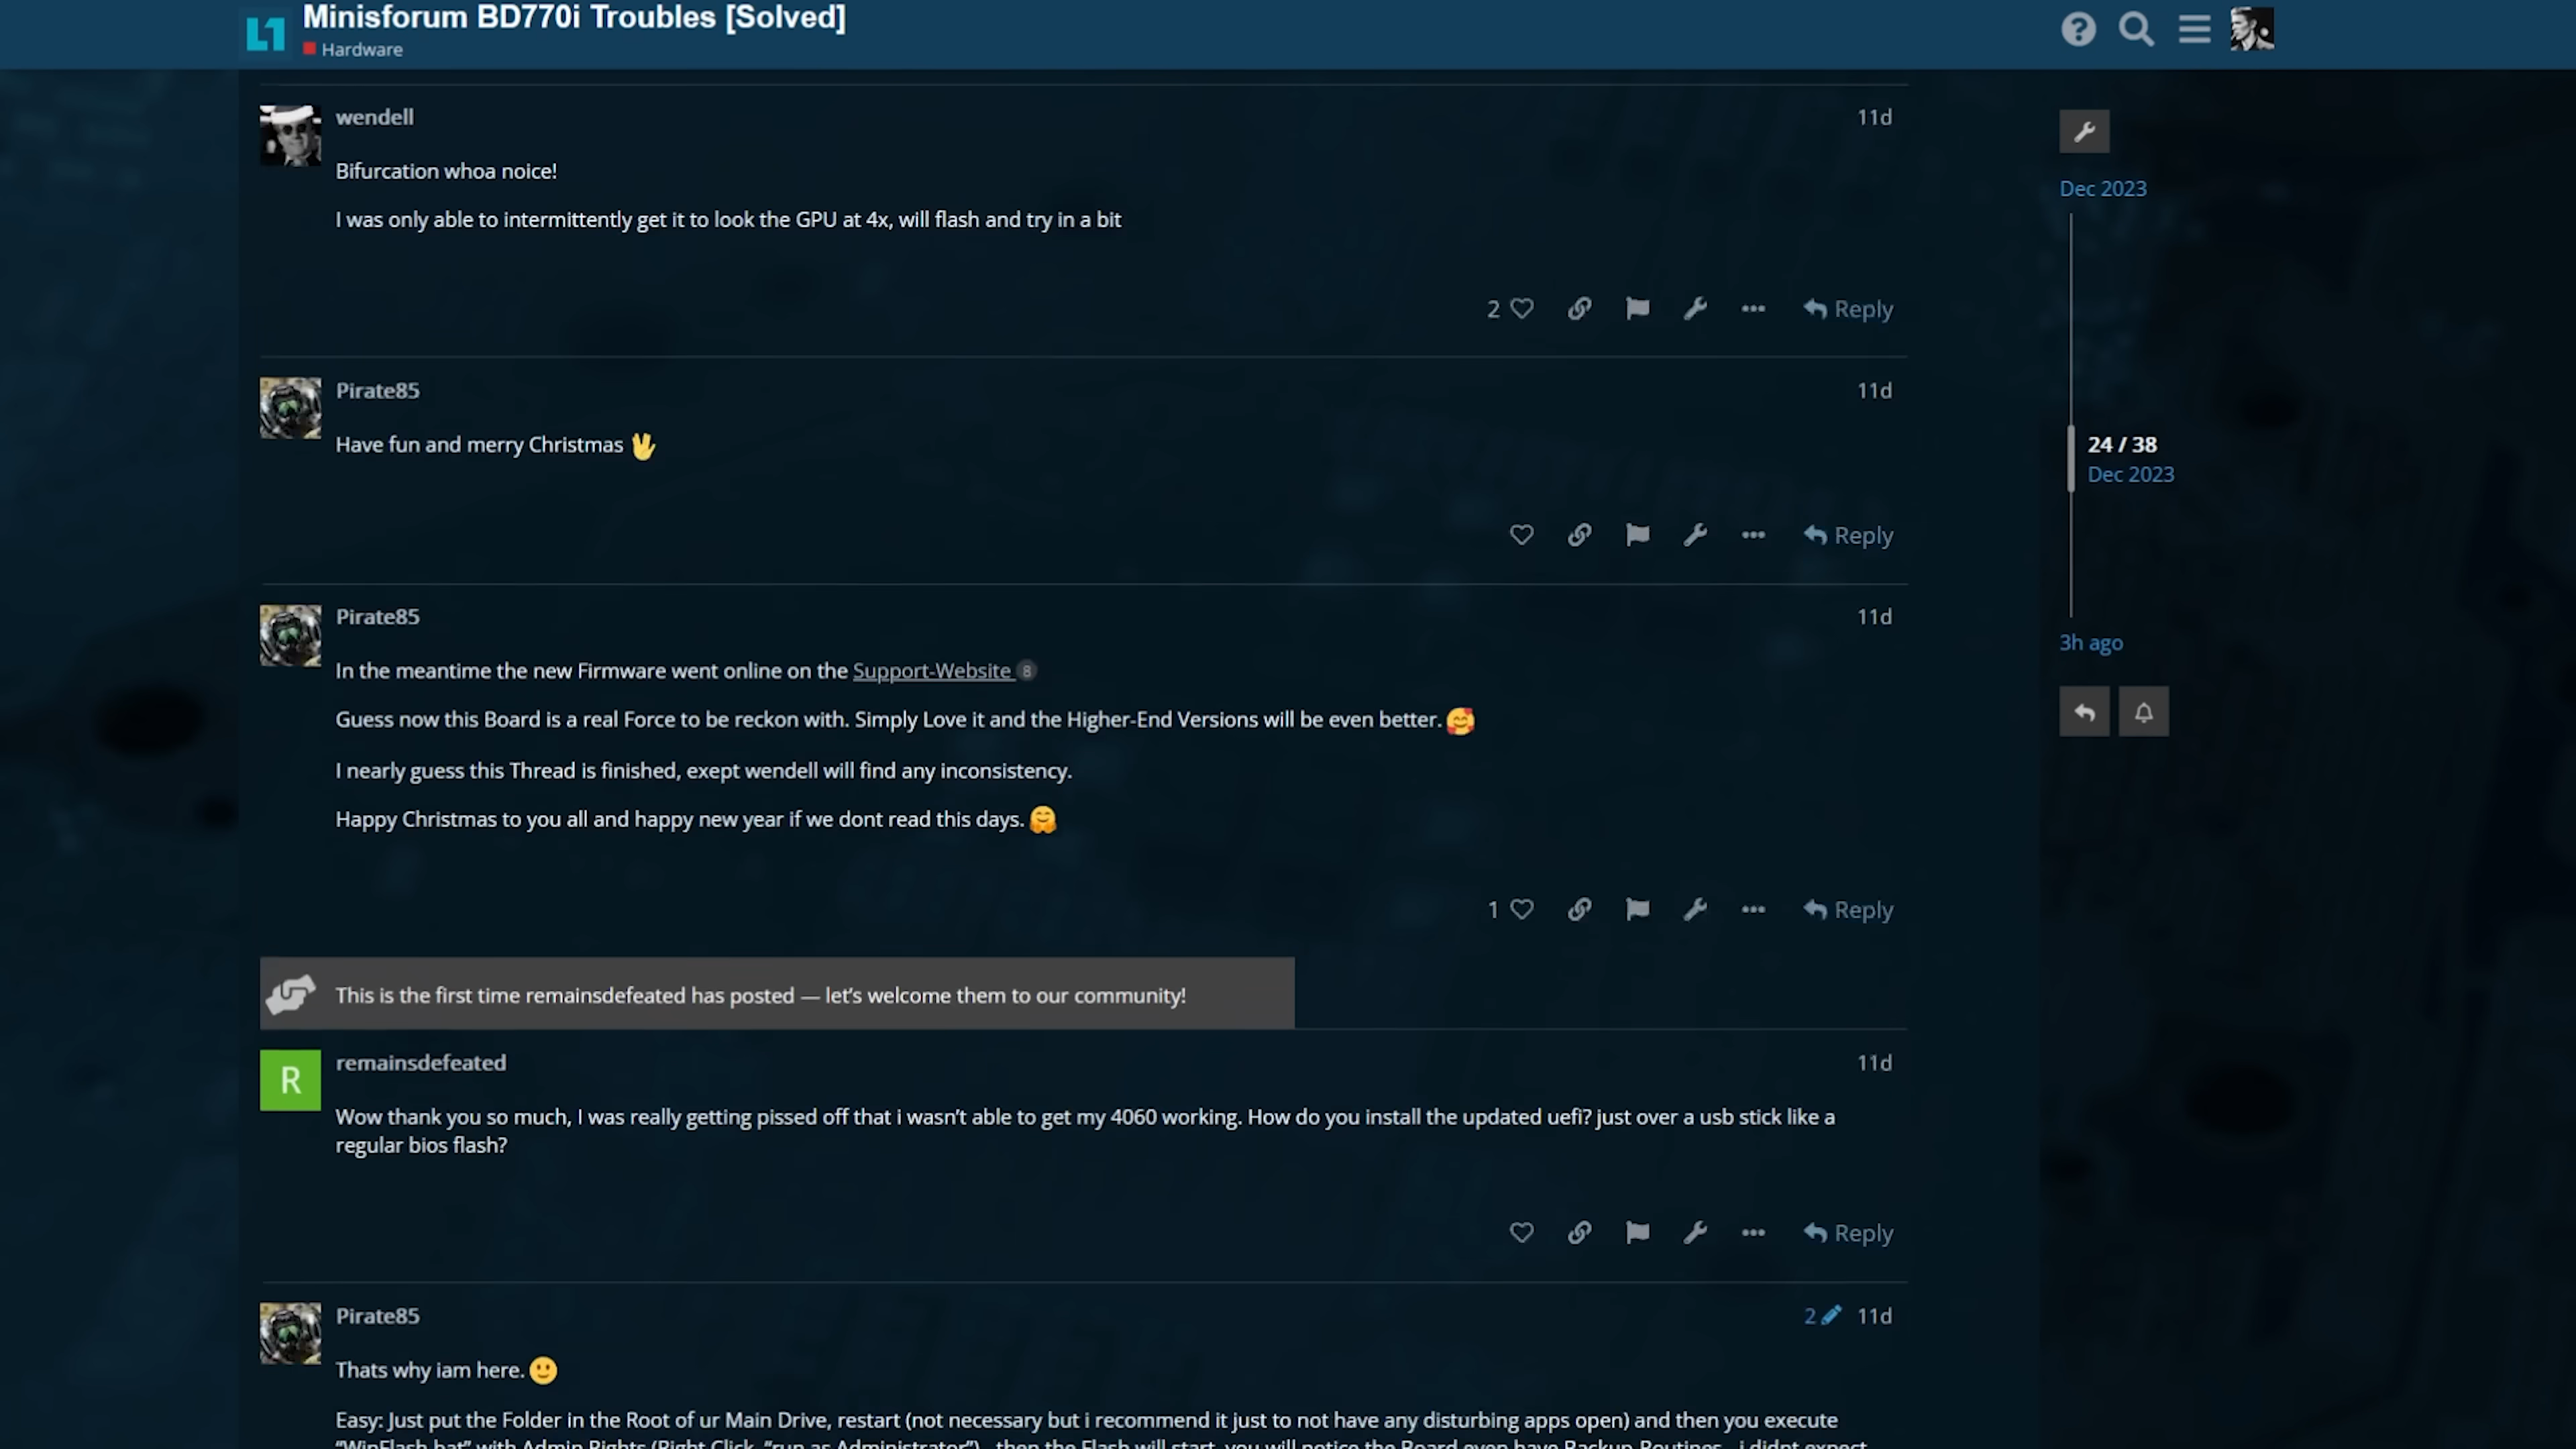 Minisforum BD770i Troubles [Solved]
Hardware
wendell
11d
Bifurcation whoa noice!
I was only able to intermittently get it to look the GPU at 4x, will flash and try in a bit
2
Reply
Pirate85
11d
Have fun and merry Christmas 🖖
Reply
Pirate85
11d
In the meantime the new Firmware went online on the Support-Website 8
Guess now this Board is a real Force to be reckon with. Simply Love it and the Higher-End Versions will be even better. 🥰
I nearly guess this Thread is finished, exept wendell will find any inconsistency.
Happy Christmas to you all and happy new year if we dont read this days. 🤗
1
Reply
This is the first time remainsdefeated has posted — let's welcome them to our community!
R
remainsdefeated
11d
Wow thank you so much, I was really getting pissed off that i wasn't able to get my 4060 working. How do you install the updated uefi? just over a usb stick like a
regular bios flash?
Reply
Pirate85
2
11d
Thats why iam here. 🙂
Easy: Just put the Folder in the Root of ur Main Drive, restart (not necessary but i recommend it just to not have any disturbing apps open) and then you execute
"WinFlash.bat" with Admin Rights (Right Click, "run as Administrator") , then the Flash will start, you will notice the Board even have Backup Routines , i didnt expect
Dec 2023
24 / 38
Dec 2023
3h ago